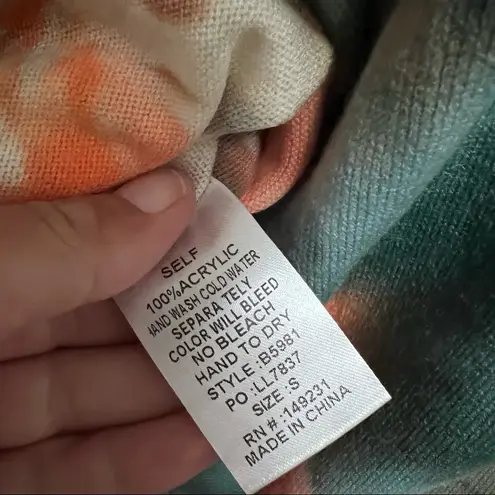 SELF
100%ACRYLIC
HAND WASH COLD WATER
SEPARA TELY
COLOR WILL BLEED
NO BLEACH
HAND TO DRY
STYLE :B5981
PO :LL7837
SIZE : S
RN # :149231
MADE IN CHINA